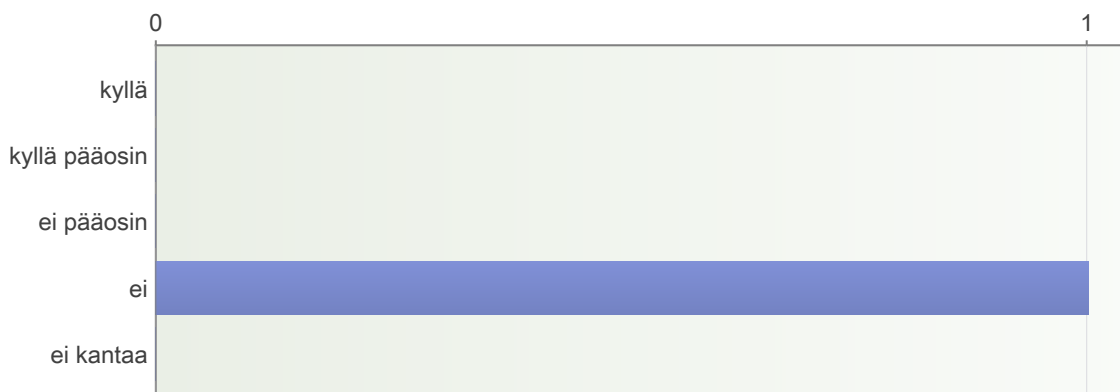 0 1
kyllä
kyllä pääosin
ei pääosin
ei
ei kantaa